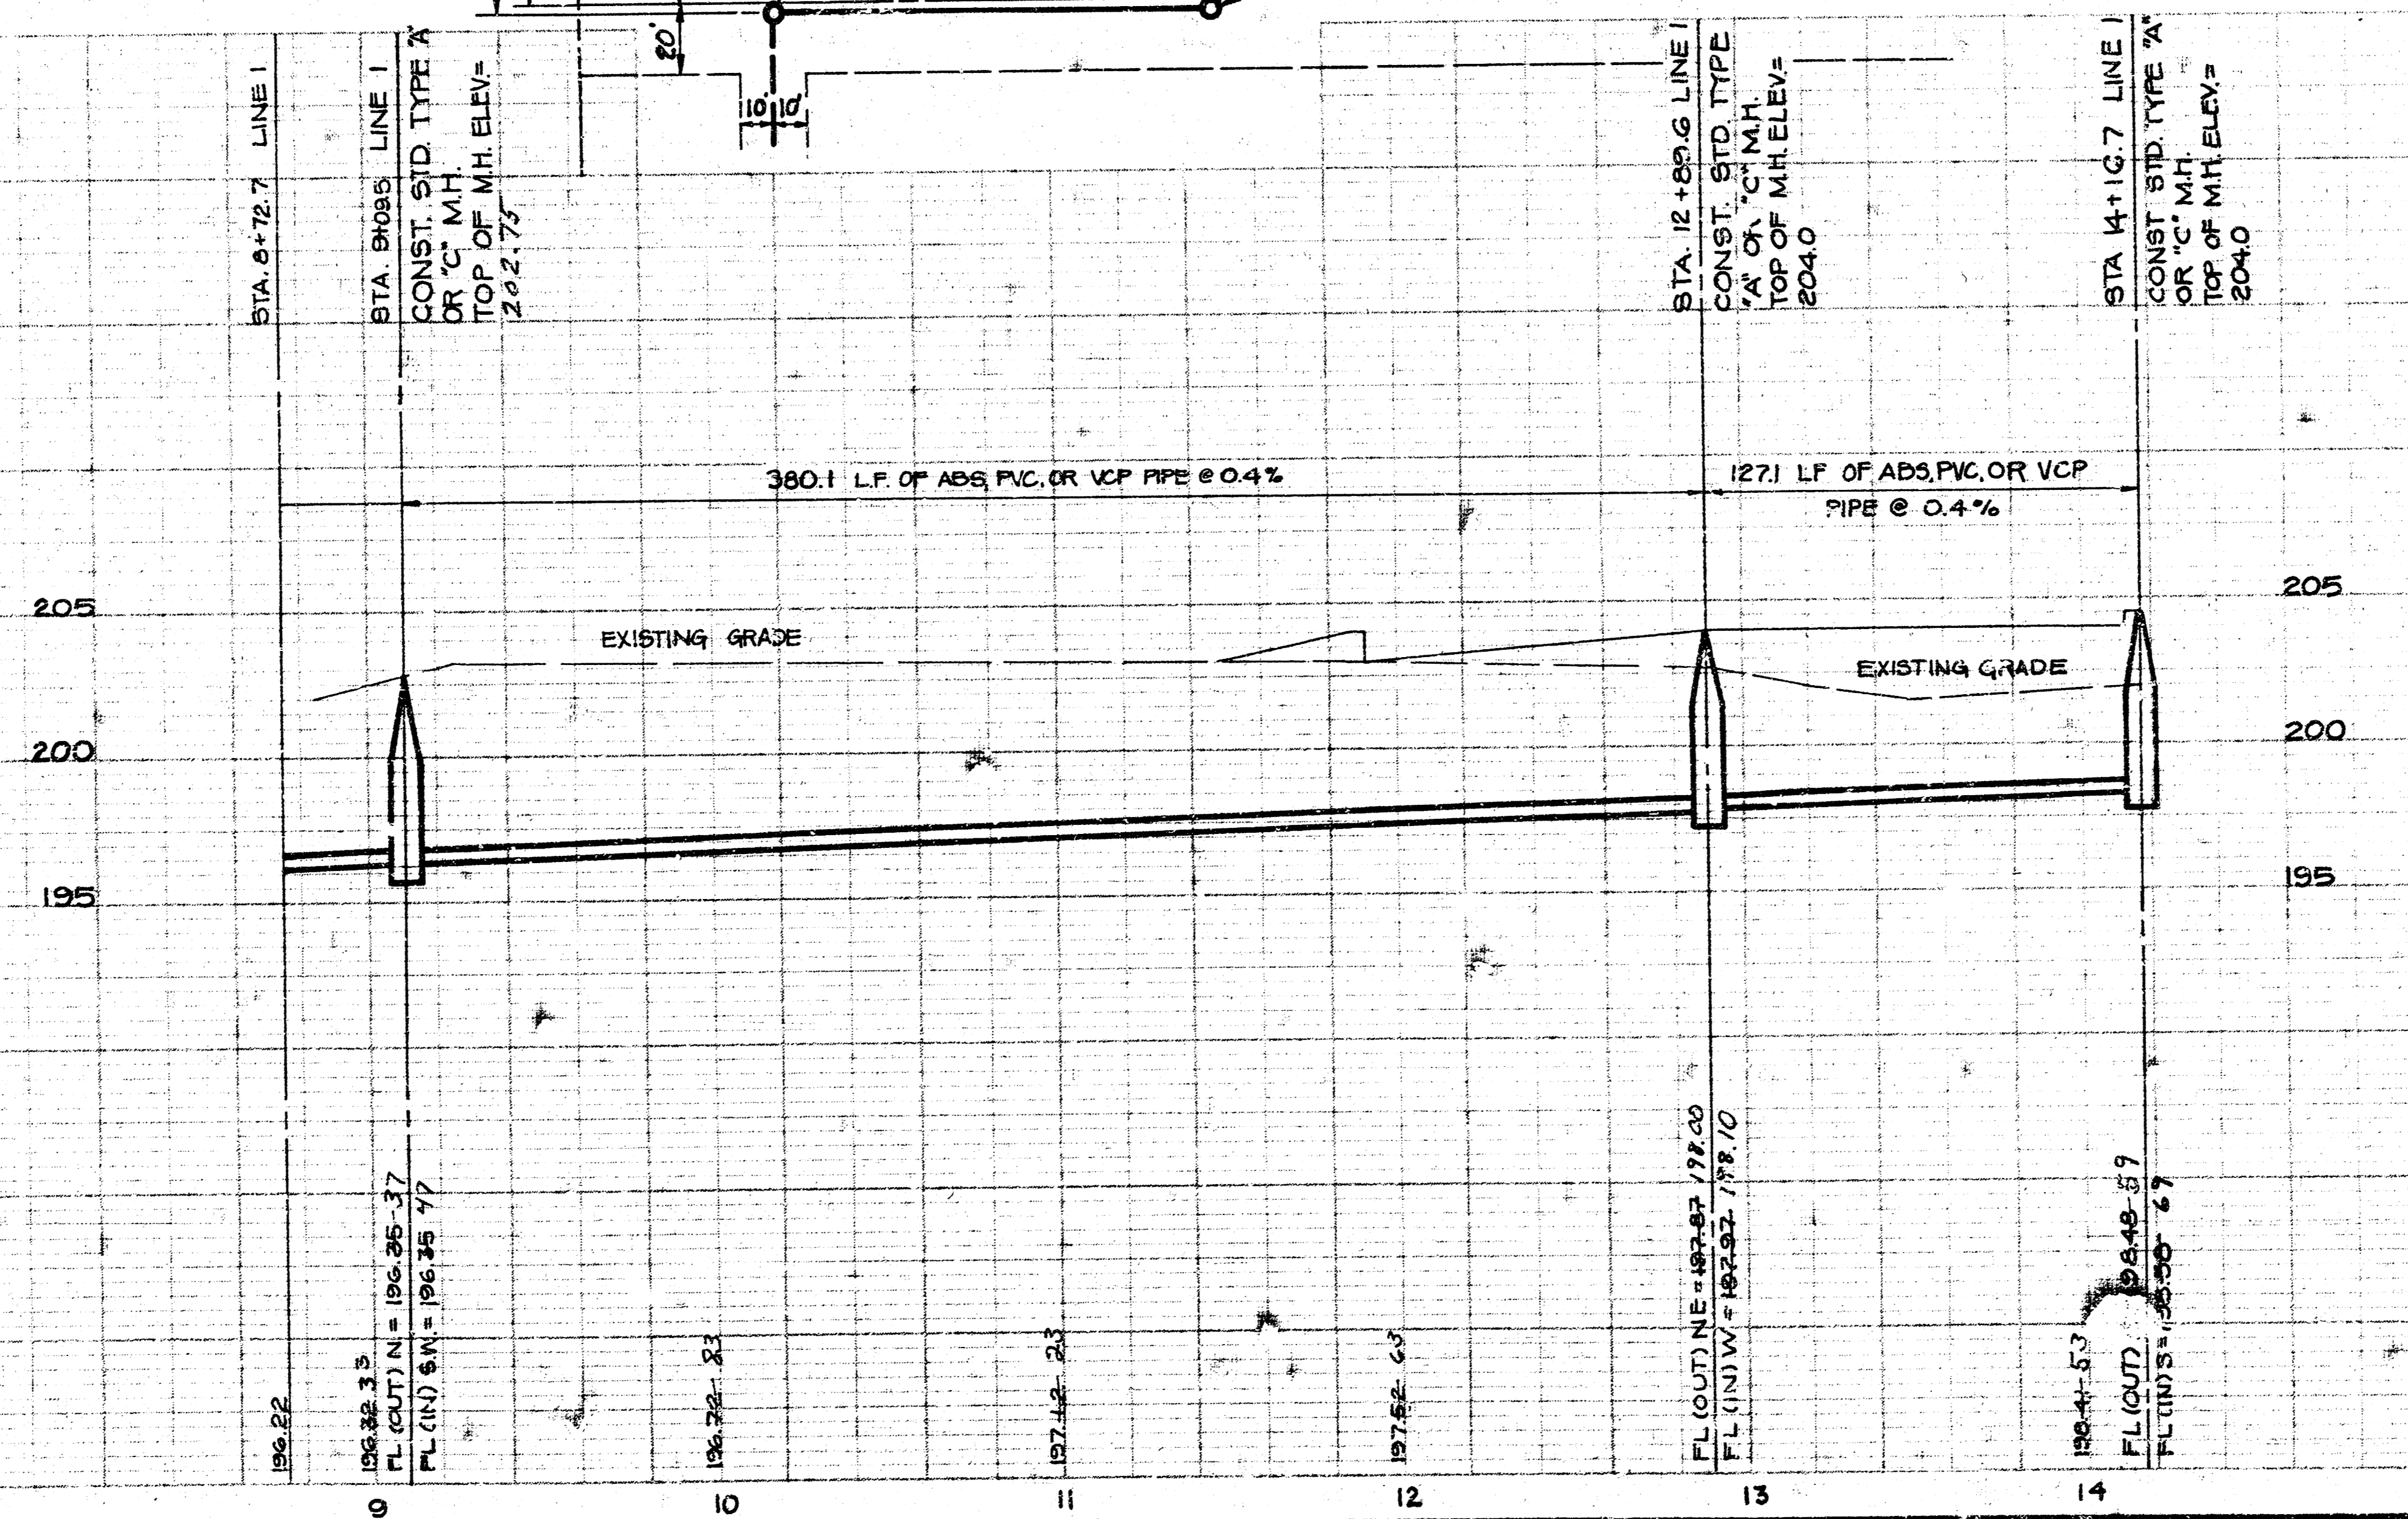 20'
10' 10'
STA. 8+72.7 LINE 1
STA. 9+09.5 LINE 1
CONST. STD. TYPE "A"
OR "C" M.H.
TOP OF M.H. ELEV.=
202.75
STA. 12+89.6 LINE 1
CONST. STD. TYPE
"A" OR "C" M.H.
TOP OF M.H. ELEV.=
204.0
STA 14+16.7 LINE 1
CONST STD. TYPE "A"
OR "C" M.H.
TOP OF M.H. ELEV.=
204.0
380.1 L.F. OF ABS, PVC, OR VCP PIPE @ 0.4%
127.1 LF OF ABS, PVC, OR VCP
PIPE @ 0.4%
205
205
EXISTING GRADE
EXISTING GRADE
200
200
195
195
196.22
196.32 33
FL (OUT) N = 196.35 37
FL (IN) S.W. = 196.35 47
196.72 83
197.12 23
197.52 63
FL (OUT) NE = 197.87 198.00
FL (IN) W = 197.97 198.10
198.41 53
FL (OUT) 198.48 59
FL (IN) S = 69
9 10 11 12 13 14